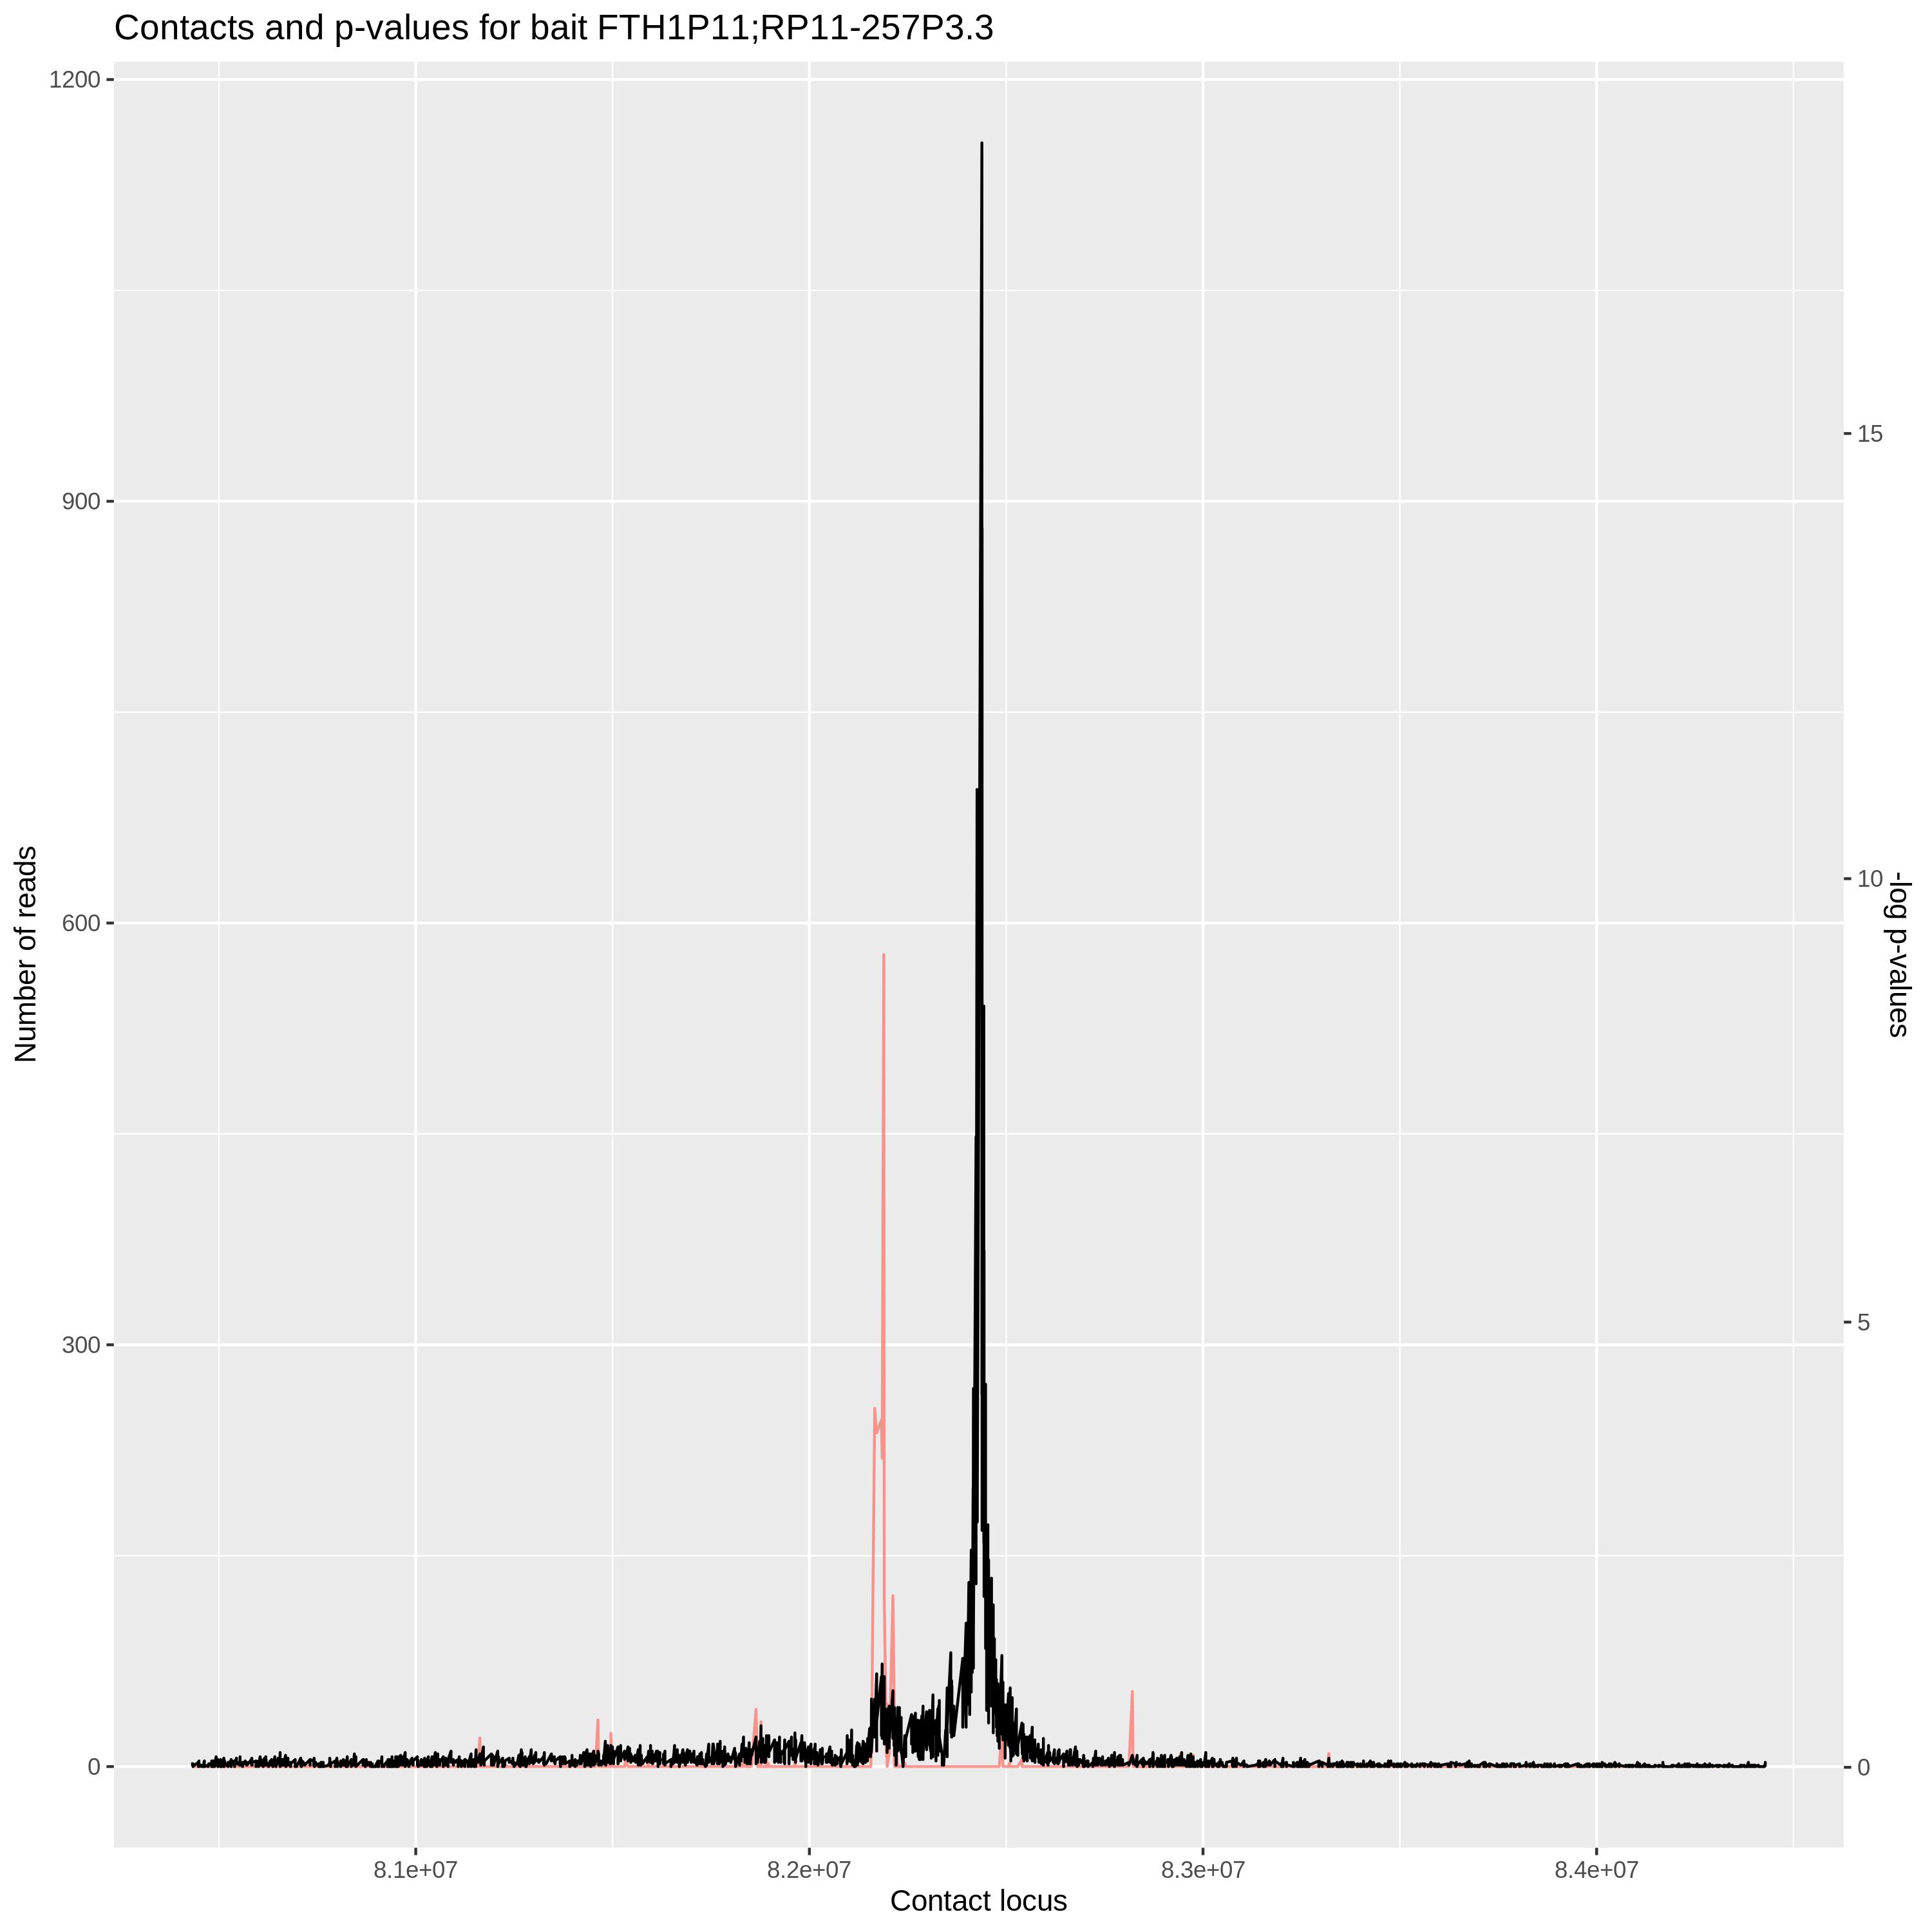 Contacts and p-values for bait FTH1P11;RP11-257P3.3
1200
900
600
300
0
Number of reads
15
10
5
0
-log p-values
8.1e+07
8.2e+07
8.3e+07
8.4e+07
Contact locus